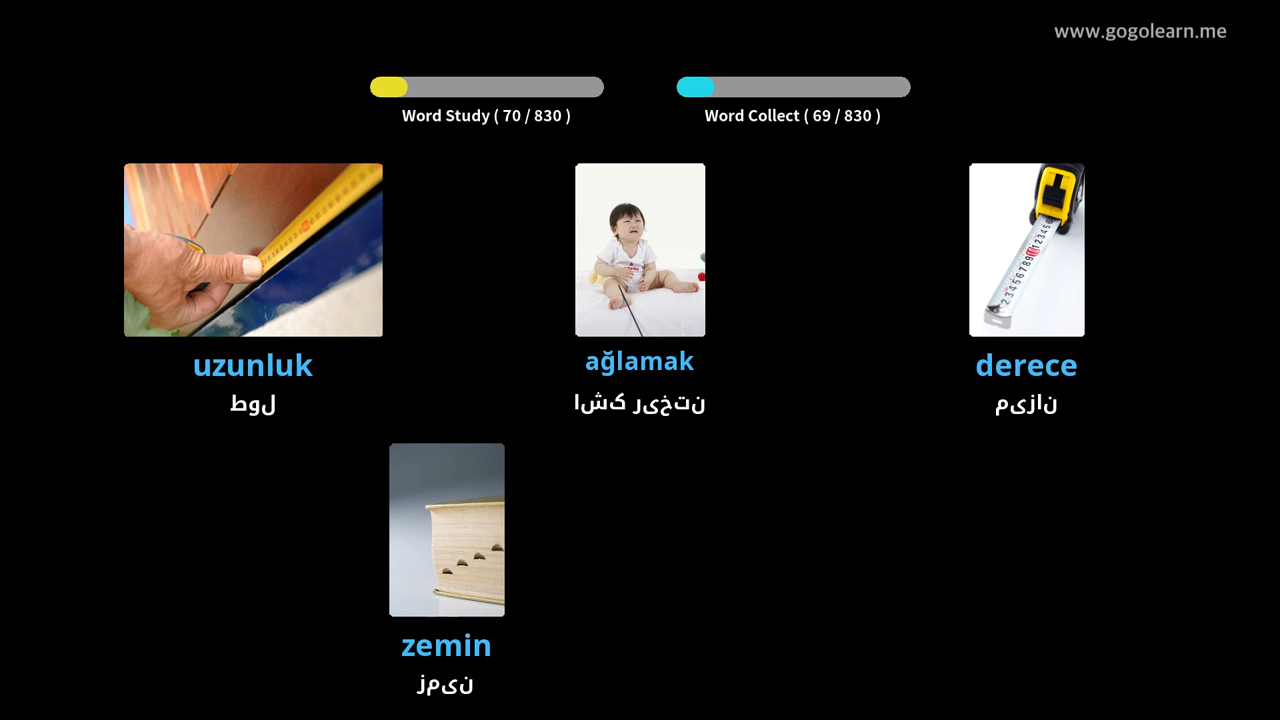 www.gogolearn.me
Word Study ( 70 / 830 )
Word Collect ( 69 / 830 )
uzunluk
طول
ağlamak
اشک ریختن
derece
میزان
zemin
زمین